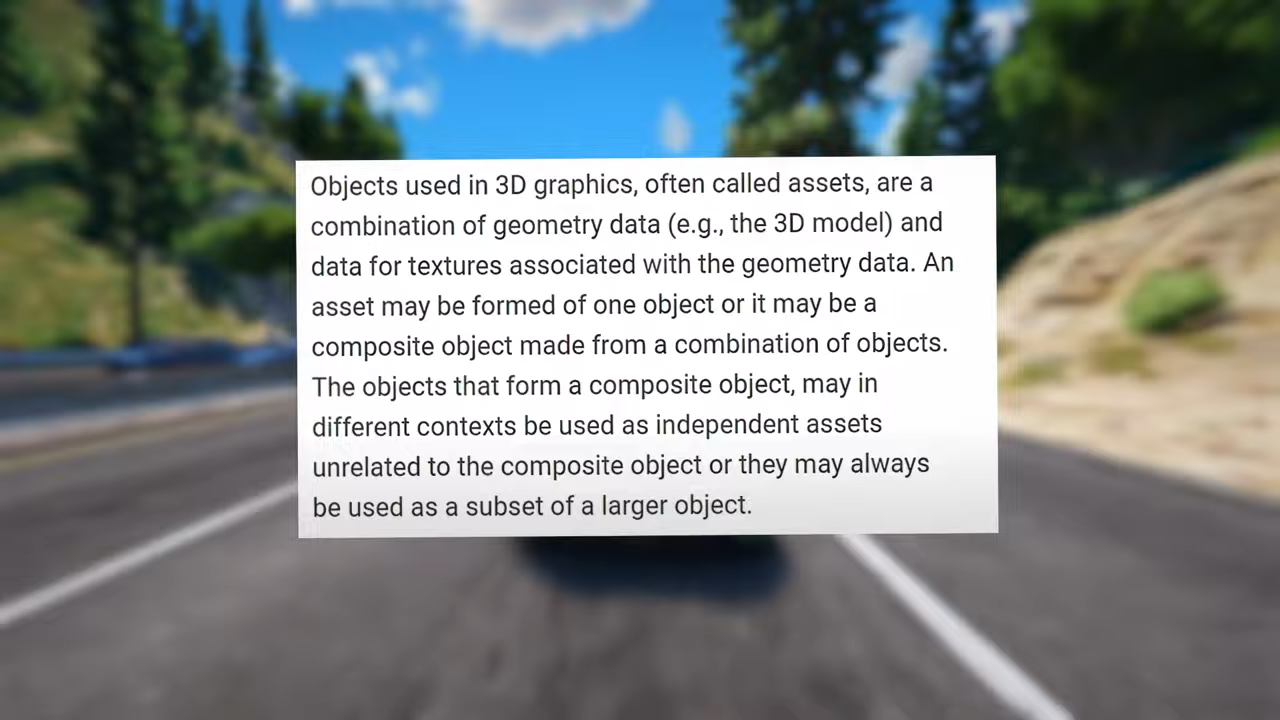 Objects used in 3D graphics, often called assets, are a
combination of geometry data (e.g., the 3D model) and
data for textures associated with the geometry data. An
asset may be formed of one object or it may be a
composite object made from a combination of objects.
The objects that form a composite object, may in
different contexts be used as independent assets
unrelated to the composite object or they may always
be used as a subset of a larger object.